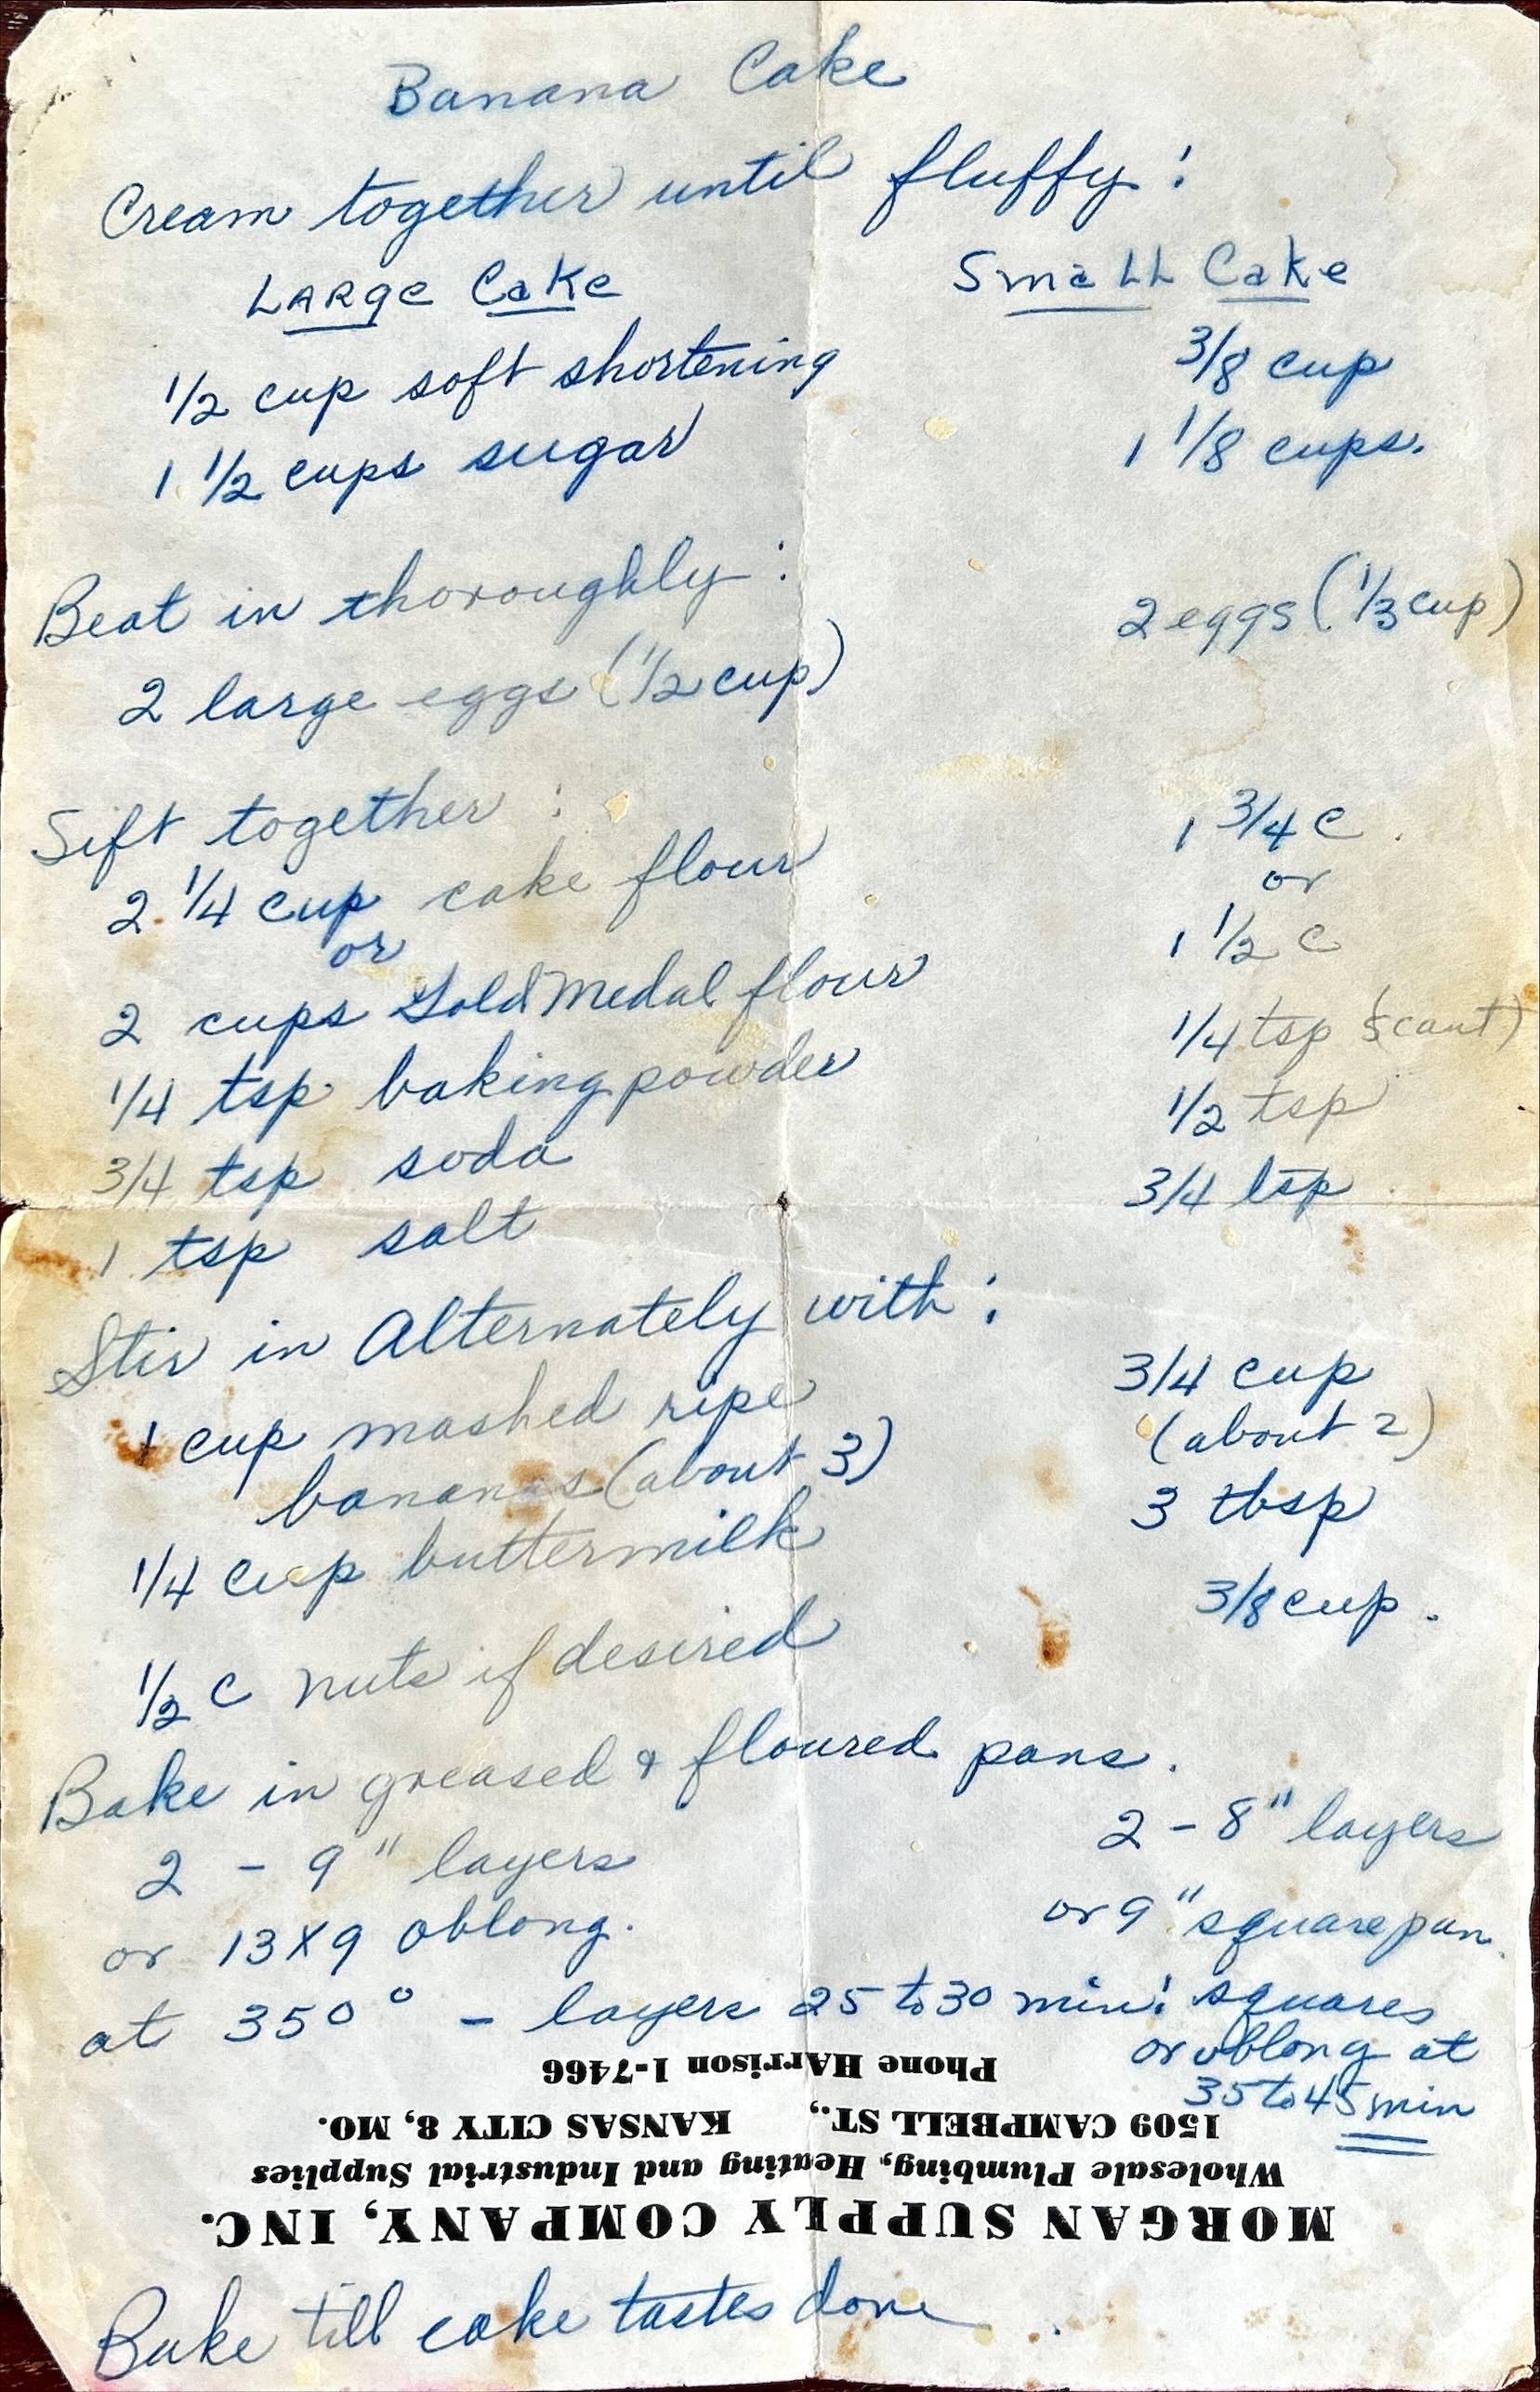 Banana Cake
Cream together until fluffy:
LARge Cake Small Cake
1/2 cup soft shortening 3/8 cup
1 1/2 cups sugar 1 1/8 cups.
Beat in thoroughly:
2 large eggs (1/2 cup) 2 eggs (1/3 cup)
Sift together:
2 1/4 cup cake flour 1 3/4 c.
or or
2 cups Gold Medal flour 1 1/2 c
1/4 tsp baking powder 1/4 tsp (scant)
3/4 tsp soda 1/2 tsp
1 tsp salt 3/4 tsp
Stir in Alternately with:
1 cup mashed ripe 3/4 cup
bananas (about 3) (about 2)
1/4 cup buttermilk 3 tbsp
1/2 c nuts if desired 3/8 cup.
Bake in greased & floured pans.
2 - 9" layers 2 - 8" layers
or 13x9 oblong. or 9" square pan.
at 350° - layers 25 to 30 min: squares
or oblong at
35 to 45 min
MORGAN SUPPLY COMPANY, INC.
Wholesale Plumbing, Heating and Industrial Supplies
1509 CAMPBELL ST., KANSAS CITY 8, MO.
Phone HArrison 1-7466
Bake till cake tastes done.